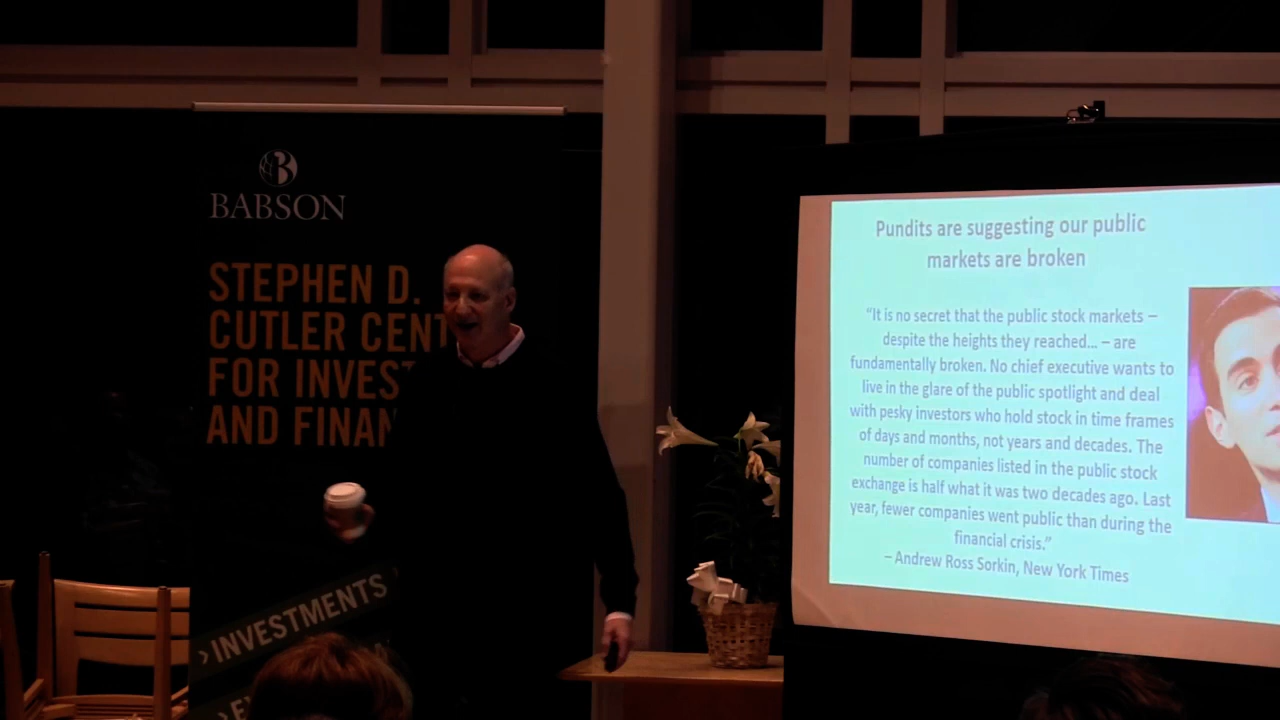 BABSON
STEPHEN D.
CUTLER CENT
FOR INVEST
AND FINAN
› INVESTMENTS
Pundits are suggesting our public
markets are broken
“It is no secret that the public stock markets –
despite the heights they reached... – are
fundamentally broken. No chief executive wants to
live in the glare of the public spotlight and deal
with pesky investors who hold stock in time frames
of days and months, not years and decades. The
number of companies listed in the public stock
exchange is half what it was two decades ago. Last
year, fewer companies went public than during the
financial crisis.”
– Andrew Ross Sorkin, New York Times